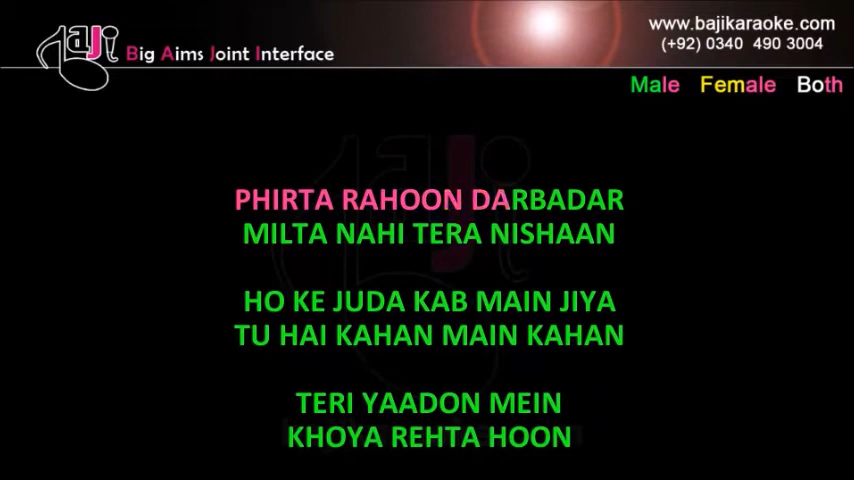 www.bajikaraoke.com
Baji Big Aims Joint Interface
(+92) 0340 490 3004
Male Female Both
PHIRTA RAHOON DARBADAR
MILTA NAHI TERA NISHAAN
HO KE JUDA KAB MAIN JIYA
TU HAI KAHAN MAIN KAHAN
TERI YAADON MEIN
KHOYA REHTA HOON